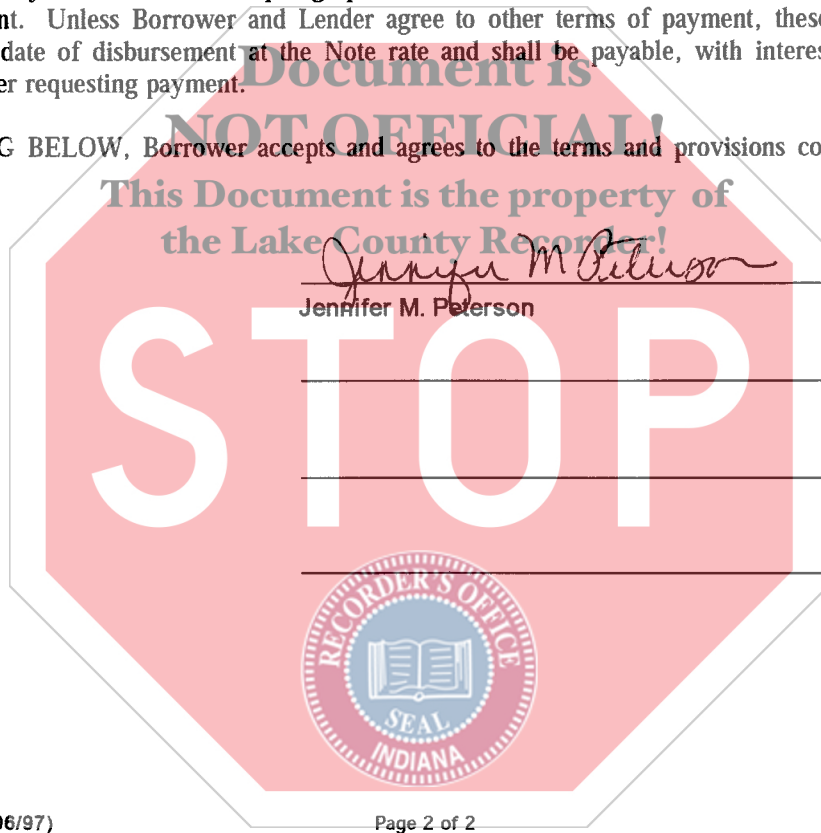 nt. Unless Borrower and Lender agree to other terms of payment, these
date of disbursement at the Note rate and shall be payable, with interes
er requesting payment.
Document is
NOT OFFICIAL!
G BELOW, Borrower accepts and agrees to the terms and provisions co
This Document is the property of
the Lake County Recorder!
Jennifer M Peterson
Jennifer M. Peterson
STOP
RECORDER'S OFFICE
SEAL
INDIANA
06/97)
Page 2 of 2